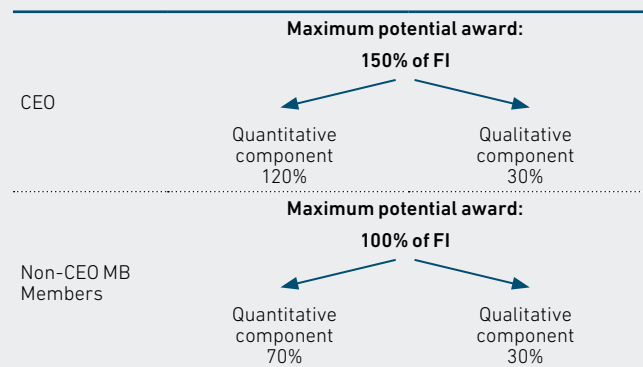 Maximum potential award:
150% of FI
CEO
Quantitative
component
120%
Qualitative
component
30%
Maximum potential award:
100% of FI
Non-CEO MB
Members
Quantitative
component
70%
Qualitative
component
30%